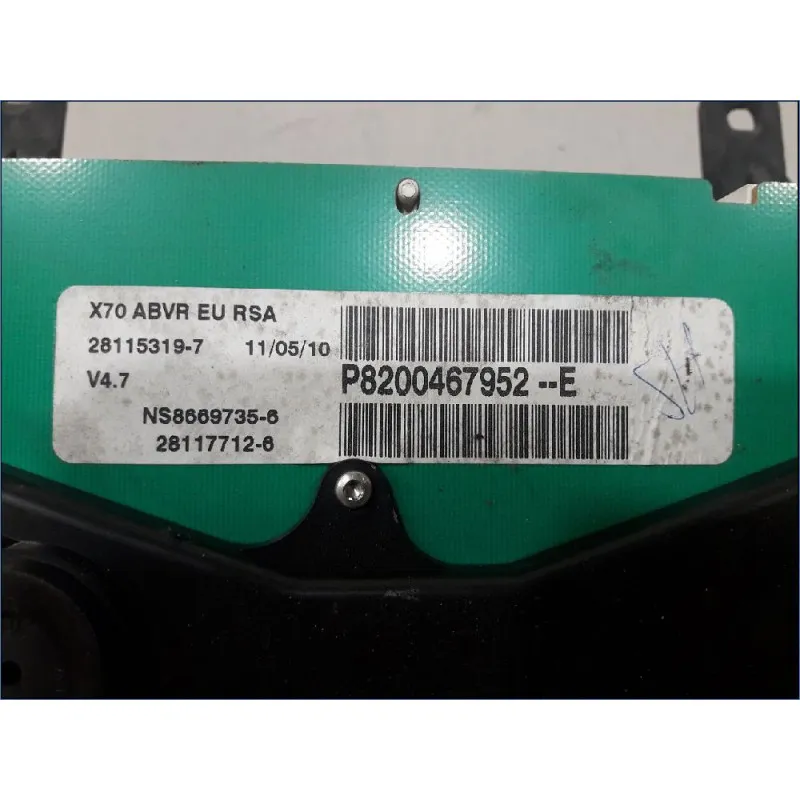 X70 ABVR EU RSA
28115319-7 11/05/10
V4.7
P8200467952 --E
NS8669735-6
28117712-6